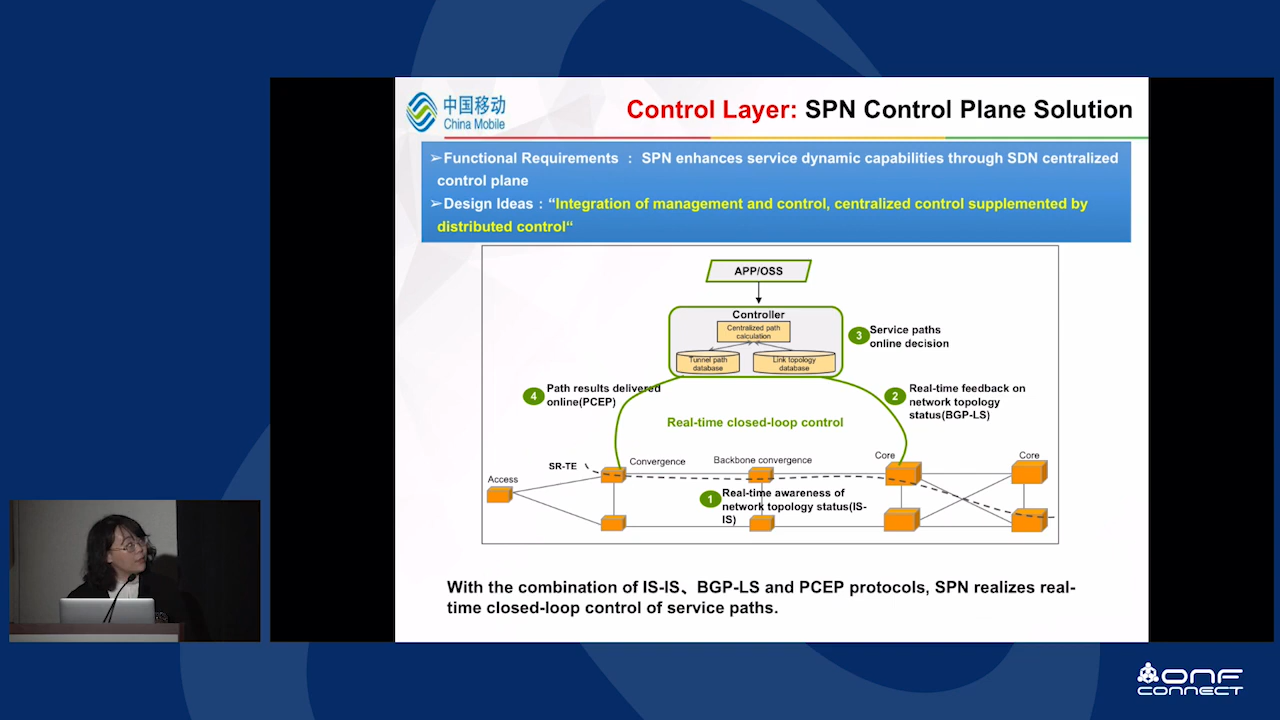 中国移动
China Mobile
Control Layer: SPN Control Plane Solution
➢Functional Requirements ： SPN enhances service dynamic capabilities through SDN centralized
control plane
➢Design Ideas：“Integration of management and control, centralized control supplemented by
distributed control“
APP/OSS
Controller
Centralized path
calculation
Tunnel path
database
Link topology
database
3
Service paths
online decision
4
Path results delivered
online(PCEP)
2
Real-time feedback on
network topology
status(BGP-LS)
Real-time closed-loop control
SR-TE
Convergence
Backbone convergence
Core
Core
Access
1
Real-time awareness of
network topology status(IS-
IS)
With the combination of IS-IS、BGP-LS and PCEP protocols, SPN realizes real-
time closed-loop control of service paths.
ONF
CONNECT